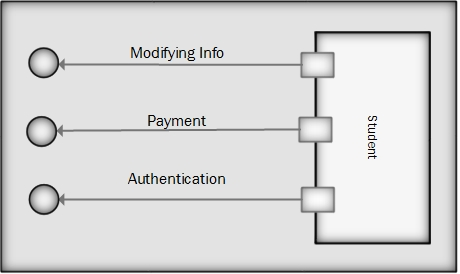 Modifying Info
Payment
Student
Authentication